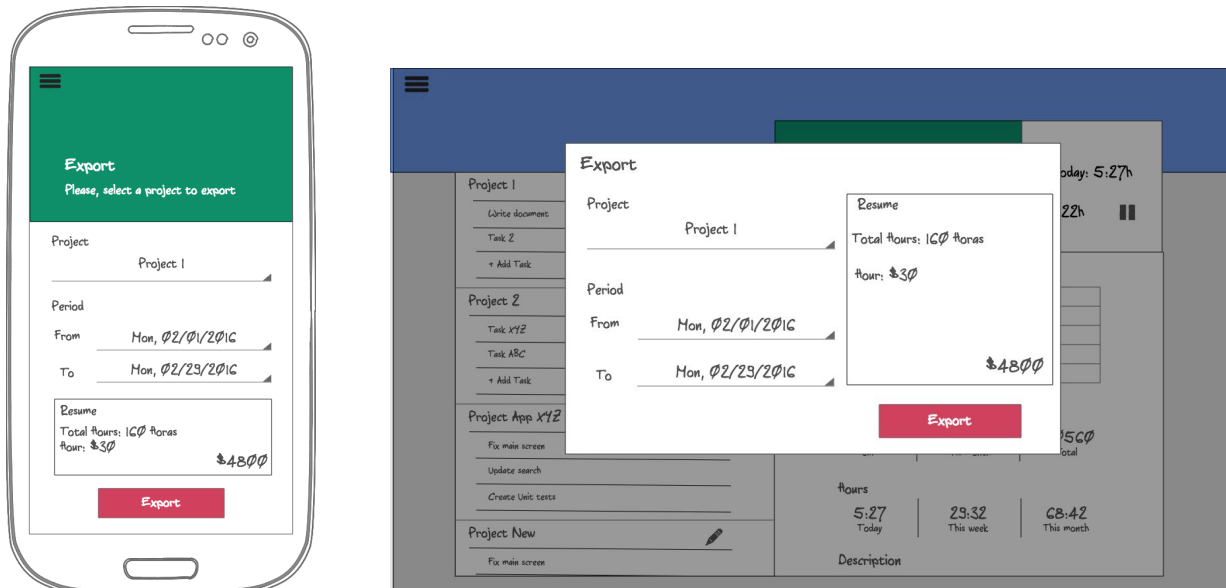 Export
Please, select a project to export
Project
Project 1
Period
From Mon, 02/01/2016
To Mon, 02/29/2016
Resume
Total Hours: 160 Horas
Hour: $30
$4800
Export
Project 1
Write document
Task 2
+ Add Task
Project 2
Task XYZ
Task ABC
+ Add Task
Project App XYZ
Fix main screen
Update search
Create Unit tests
Project New
Fix main screen
Export
Project
Project 1
Period
From Mon, 02/01/2016
To Mon, 02/29/2016
Resume
Total Hours: 160 Horas
Hour: $30
$4800
Export
oday: 5:27h
22h
560
otal
Hours
5:27 29:32 68:42
Today This week This month
Description